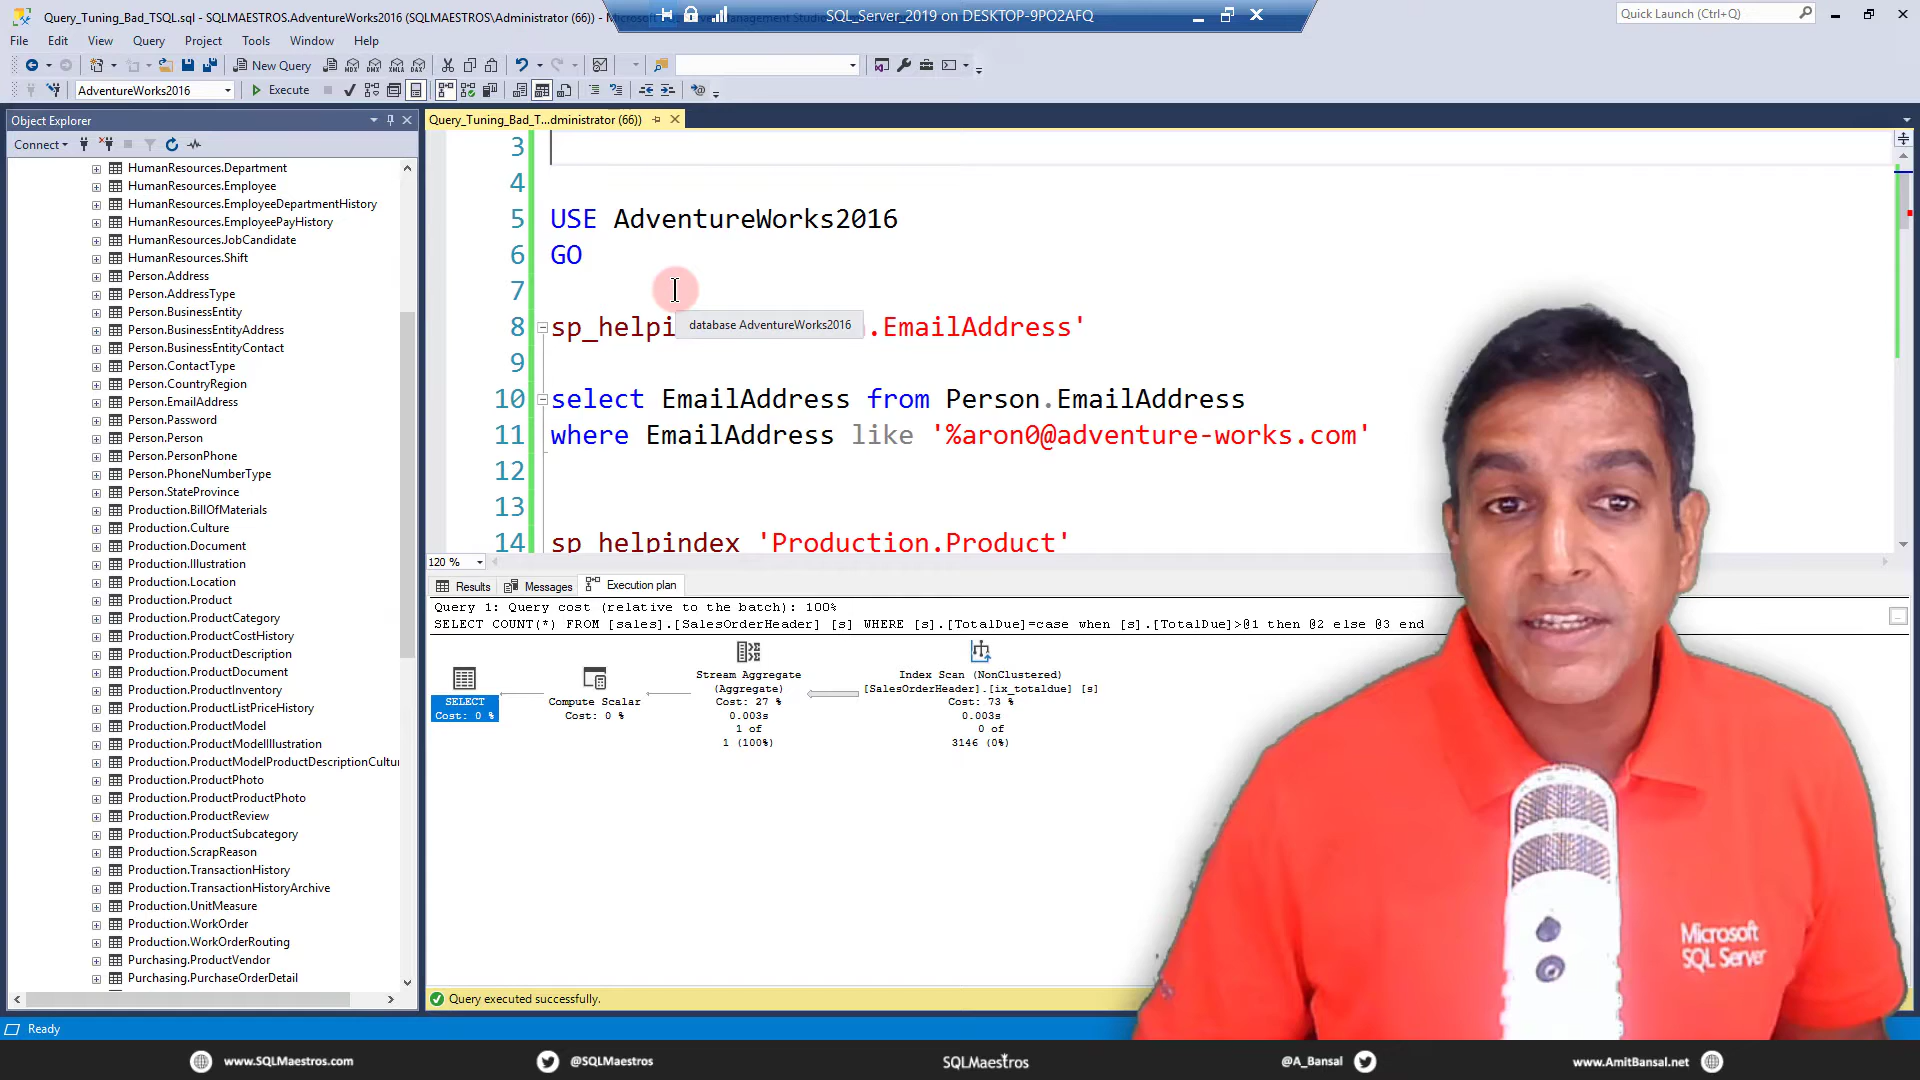 Query_Tuning_Bad_TSQL.sql - SQLMAESTROS.AdventureWorks2016 (SQLMAESTROS\Administrator (66)) -
SQL_Server_2019 on DESKTOP-9PO2AFQ
Quick Launch (Ctrl+Q)
File Edit View Query Project Tools Window Help
New Query
MDX DMX XMLA DAX
AdventureWorks2016
Execute
Object Explorer
Query_Tuning_Bad_T...dministrator (66))
Connect
HumanResources.Department
HumanResources.Employee
HumanResources.EmployeeDepartmentHistory
HumanResources.EmployeePayHistory
HumanResources.JobCandidate
HumanResources.Shift
Person.Address
Person.AddressType
Person.BusinessEntity
Person.BusinessEntityAddress
Person.BusinessEntityContact
Person.ContactType
Person.CountryRegion
Person.EmailAddress
Person.Password
Person.Person
Person.PersonPhone
Person.PhoneNumberType
Person.StateProvince
Production.BillOfMaterials
Production.Culture
Production.Document
Production.Illustration
Production.Location
Production.Product
Production.ProductCategory
Production.ProductCostHistory
Production.ProductDescription
Production.ProductDocument
Production.ProductInventory
Production.ProductListPriceHistory
Production.ProductModel
Production.ProductModelIllustration
Production.ProductModelProductDescriptionCultu
Production.ProductPhoto
Production.ProductProductPhoto
Production.ProductReview
Production.ProductSubcategory
Production.ScrapReason
Production.TransactionHistory
Production.TransactionHistoryArchive
Production.UnitMeasure
Production.WorkOrder
Production.WorkOrderRouting
Purchasing.ProductVendor
Purchasing.PurchaseOrderDetail
3
4
5 USE AdventureWorks2016
6 GO
7
8 sp_helpi .EmailAddress'
database AdventureWorks2016
9
10 select EmailAddress from Person.EmailAddress
11 where EmailAddress like '%aron0@adventure-works.com'
12
13
14 sp_helpindex 'Production.Product'
120 %
Results Messages Execution plan
Query 1: Query cost (relative to the batch): 100%
SELECT COUNT(*) FROM [sales].[SalesOrderHeader] [s] WHERE [s].[TotalDue]=case when [s].[TotalDue]>@1 then @2 else @3 end
SELECT
Cost: 0 %
Compute Scalar
Cost: 0 %
Stream Aggregate
(Aggregate)
Cost: 27 %
0.003s
1 of
1 (100%)
Index Scan (NonClustered)
[SalesOrderHeader].[ix_totaldue] [s]
Cost: 73 %
0.003s
0 of
3146 (0%)
Query executed successfully.
Ready
Microsoft
SQL Server
www.SQLMaestros.com
@SQLMaestros
SQLMaestros
@A_Bansal
www.AmitBansal.net